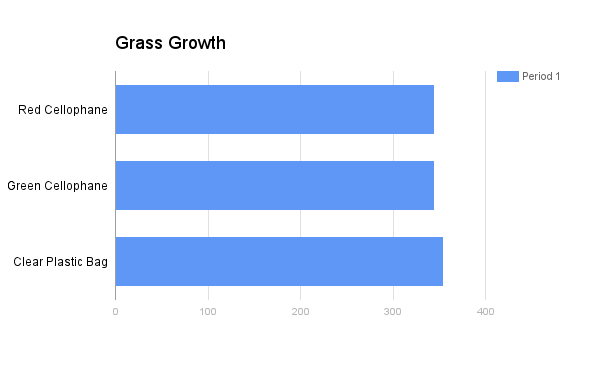 Grass Growth
Period 1
Red Cellophane
Green Cellophane
Clear Plastic Bag
0 100 200 300 400